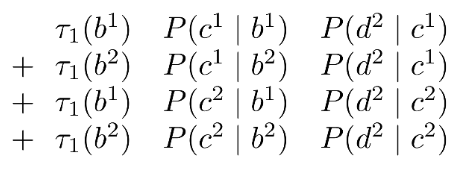 τ₁(b¹) P(c¹ | b¹) P(d² | c¹)
+ τ₁(b²) P(c¹ | b²) P(d² | c¹)
+ τ₁(b¹) P(c² | b¹) P(d² | c²)
+ τ₁(b²) P(c² | b²) P(d² | c²)